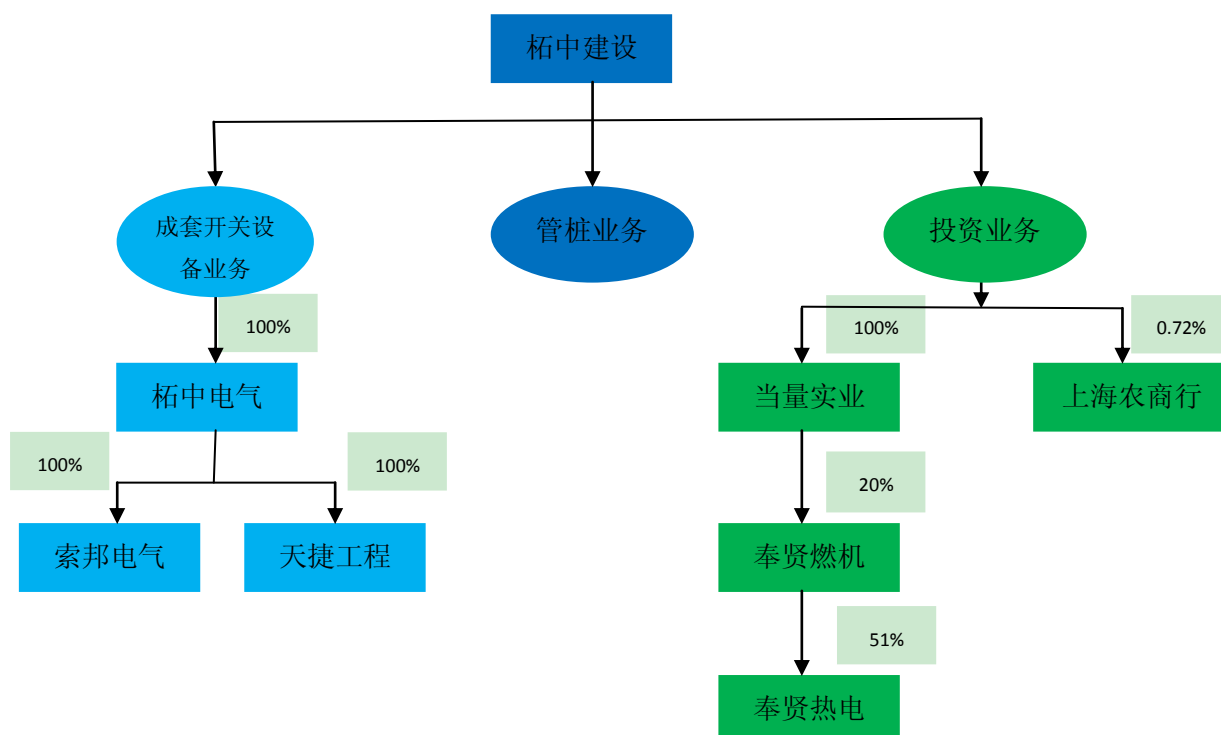 柘中建设
成套开关设
备业务
管桩业务
投资业务
100%
100%
0.72%
柘中电气
当量实业
上海农商行
100%
100%
20%
索邦电气
天捷工程
奉贤燃机
51%
奉贤热电